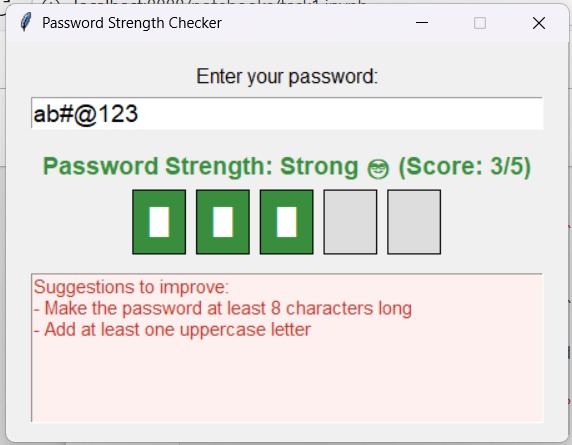 Password Strength Checker
Enter your password:
ab#@123
Password Strength: Strong 😎 (Score: 3/5)
Suggestions to improve:
- Make the password at least 8 characters long
- Add at least one uppercase letter